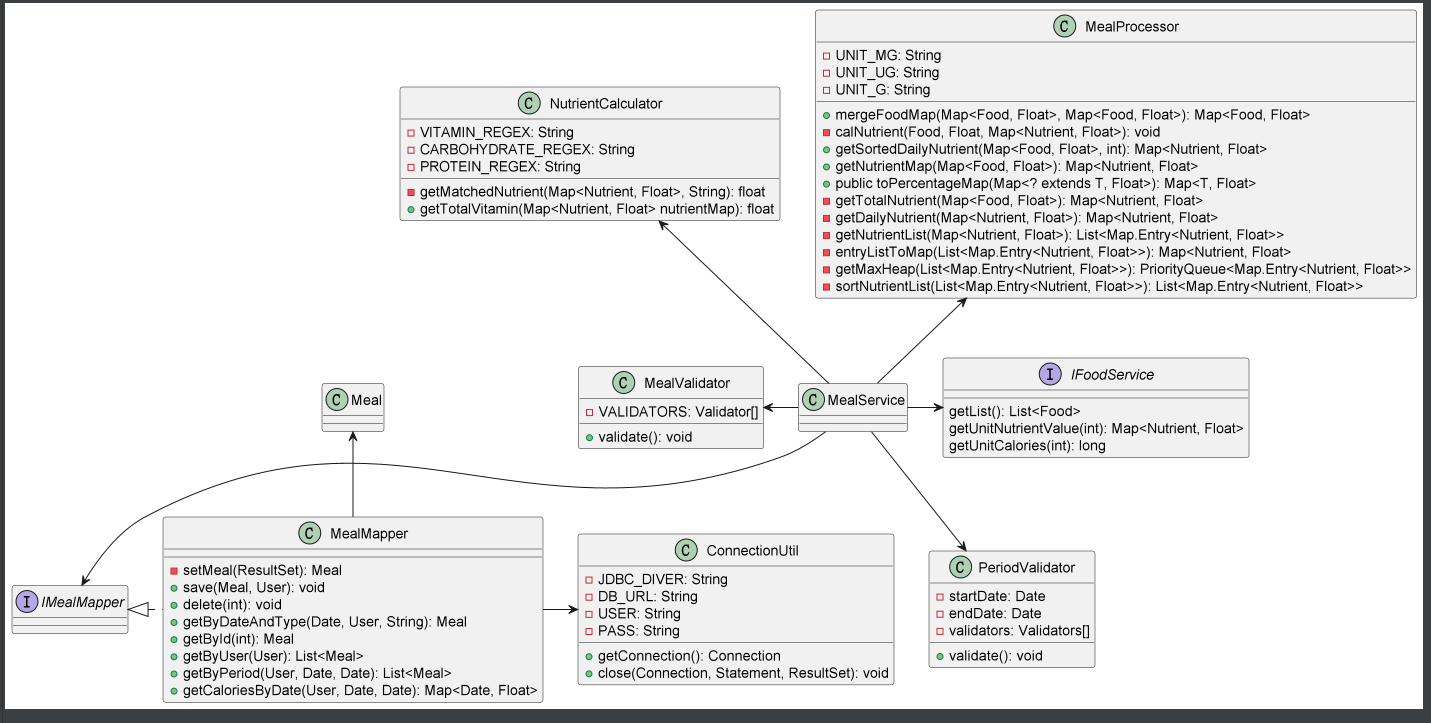 C MealProcessor
UNIT_MG: String
UNIT_UG: String
UNIT_G: String
mergeFoodMap(Map<Food, Float>, Map<Food, Float>): Map<Food, Float>
calNutrient(Food, Float, Map<Nutrient, Float>): void
getSortedDailyNutrient(Map<Food, Float>, int): Map<Nutrient, Float>
getNutrientMap(Map<Food, Float>): Map<Nutrient, Float>
public toPercentageMap(Map<? extends T, Float>): Map<T, Float>
getTotalNutrient(Map<Food, Float>): Map<Nutrient, Float>
getDailyNutrient(Map<Nutrient, Float>): Map<Nutrient, Float>
getNutrientList(Map<Nutrient, Float>): List<Map.Entry<Nutrient, Float>>
entryListToMap(List<Map.Entry<Nutrient, Float>>): Map<Nutrient, Float>
getMaxHeap(List<Map.Entry<Nutrient, Float>>): PriorityQueue<Map.Entry<Nutrient, Float>>
sortNutrientList(List<Map.Entry<Nutrient, Float>>): List<Map.Entry<Nutrient, Float>>
C NutrientCalculator
VITAMIN_REGEX: String
CARBOHYDRATE_REGEX: String
PROTEIN_REGEX: String
getMatchedNutrient(Map<Nutrient, Float>, String): float
getTotalVitamin(Map<Nutrient, Float> nutrientMap): float
C Meal
C MealValidator
VALIDATORS: Validator[]
validate(): void
C MealService
I IFoodService
getList(): List<Food>
getUnitNutrientValue(int): Map<Nutrient, Float>
getUnitCalories(int): long
I IMealMapper
C MealMapper
setMeal(ResultSet): Meal
save(Meal, User): void
delete(int): void
getByDateAndType(Date, User, String): Meal
getById(int): Meal
getByUser(User): List<Meal>
getByPeriod(User, Date, Date): List<Meal>
getCaloriesByDate(User, Date, Date): Map<Date, Float>
C ConnectionUtil
JDBC_DIVER: String
DB_URL: String
USER: String
PASS: String
getConnection(): Connection
close(Connection, Statement, ResultSet): void
C PeriodValidator
startDate: Date
endDate: Date
validators: Validators[]
validate(): void